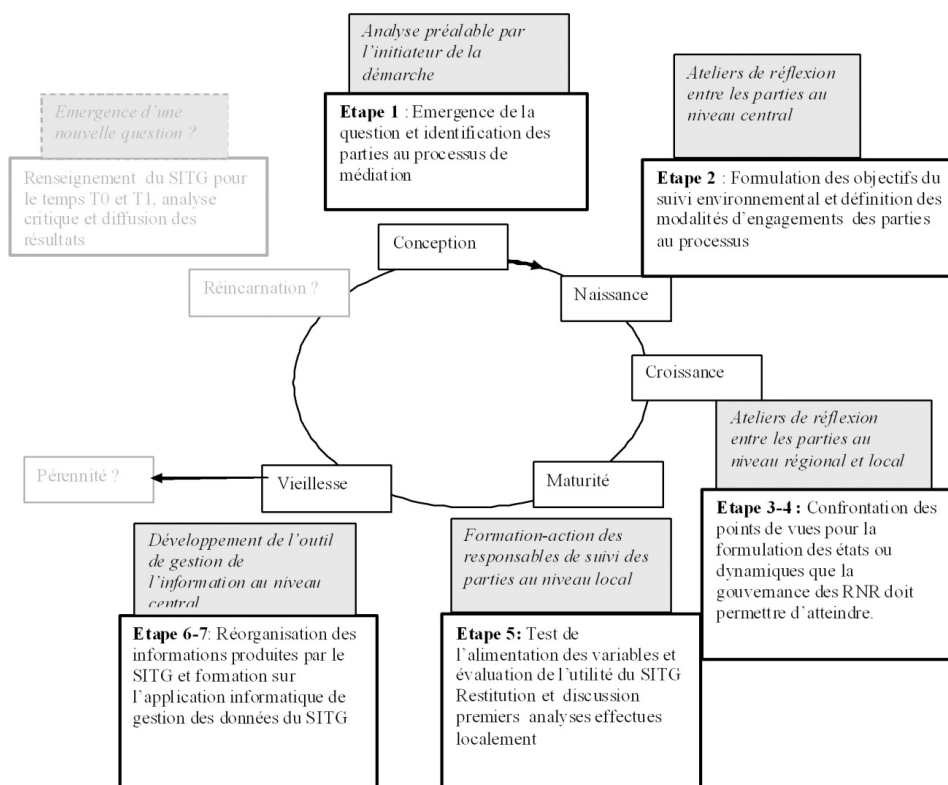 Analyse préalable par
l'initiateur de la
démarche
Etape 1 : Emergence de la
question et identification des
parties au processus de
médiation
Ateliers de réflexion
entre les parties au
niveau central
Etape 2 : Formulation des objectifs du
suivi environnemental et définition des
modalités d'engagements des parties
au processus
Emergence d'une
nouvelle question ?
Renseignement du SITG pour
le temps T0 et T1, analyse
critique et diffusion des
résultats
Conception
Réincarnation ?
Naissance
Croissance
Ateliers de réflexion
entre les parties au
niveau régional et local
Etape 3-4 : Confrontation des
points de vues pour la
formulation des états ou
dynamiques que la
gouvernance des RNR doit
permettre d'atteindre.
Pérennité ?
Vieillesse
Maturité
Développement de l'outil
de gestion de
l'information au niveau
central
Etape 6-7: Réorganisation des
informations produites par le
SITG et formation sur
l'application informatique de
gestion des données du SITG
Formation-action des
responsables de suivi des
parties au niveau local
Etape 5: Test de
l'alimentation des variables et
évaluation de l'utilité du SITG
Restitution et discussion
premiers analyses effectues
localement